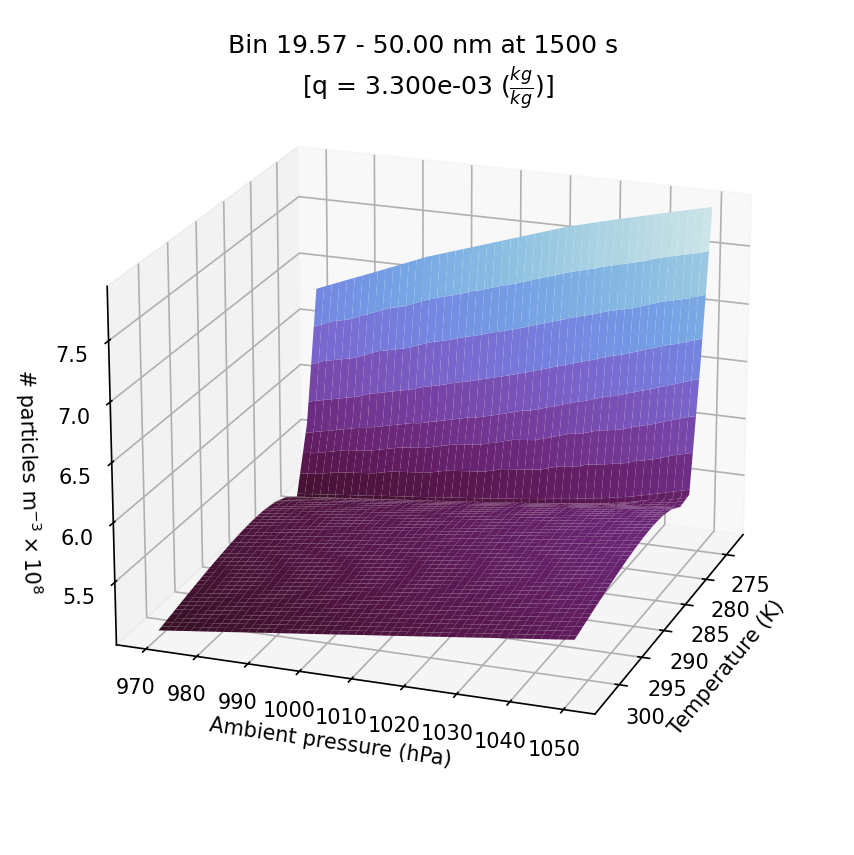 Bin 19.57 - 50.00 nm at 1500 s
[q = 3.300e-03 (kg/kg)]
7.5
7.0
6.5
6.0
5.5
# particles m⁻³ × 10⁸
970 980 990 1000 1010 1020 1030 1040 1050
Ambient pressure (hPa)
275
280
285
290
295
300
Temperature (K)